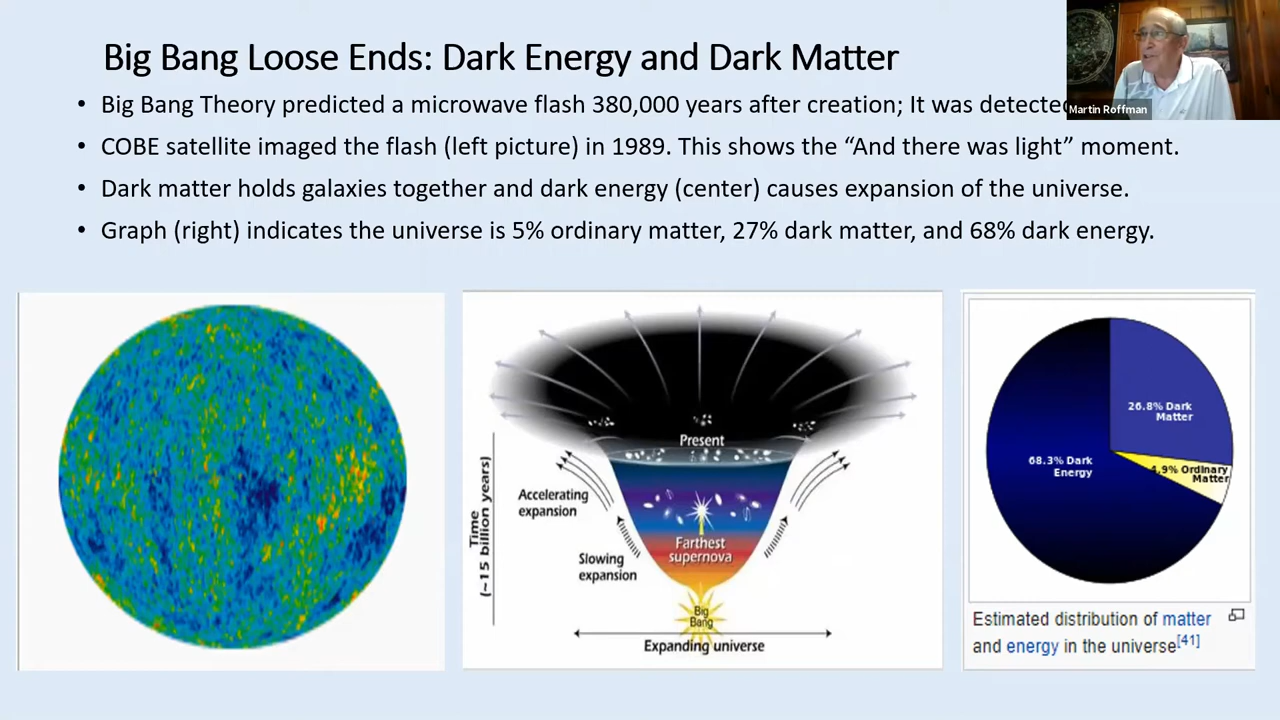 Big Bang Loose Ends: Dark Energy and Dark Matter
Martin Roffman
• Big Bang Theory predicted a microwave flash 380,000 years after creation; It was detected
• COBE satellite imaged the flash (left picture) in 1989. This shows the “And there was light” moment.
• Dark matter holds galaxies together and dark energy (center) causes expansion of the universe.
• Graph (right) indicates the universe is 5% ordinary matter, 27% dark matter, and 68% dark energy.
Present
Accelerating
expansion
Slowing
expansion
Farthest
supernova
Big
Bang
Expanding universe
Time
(~15 billion years)
26.8% Dark
Matter
4.9% Ordinary
Matter
68.3% Dark
Energy
Estimated distribution of matter
and energy in the universe[41]